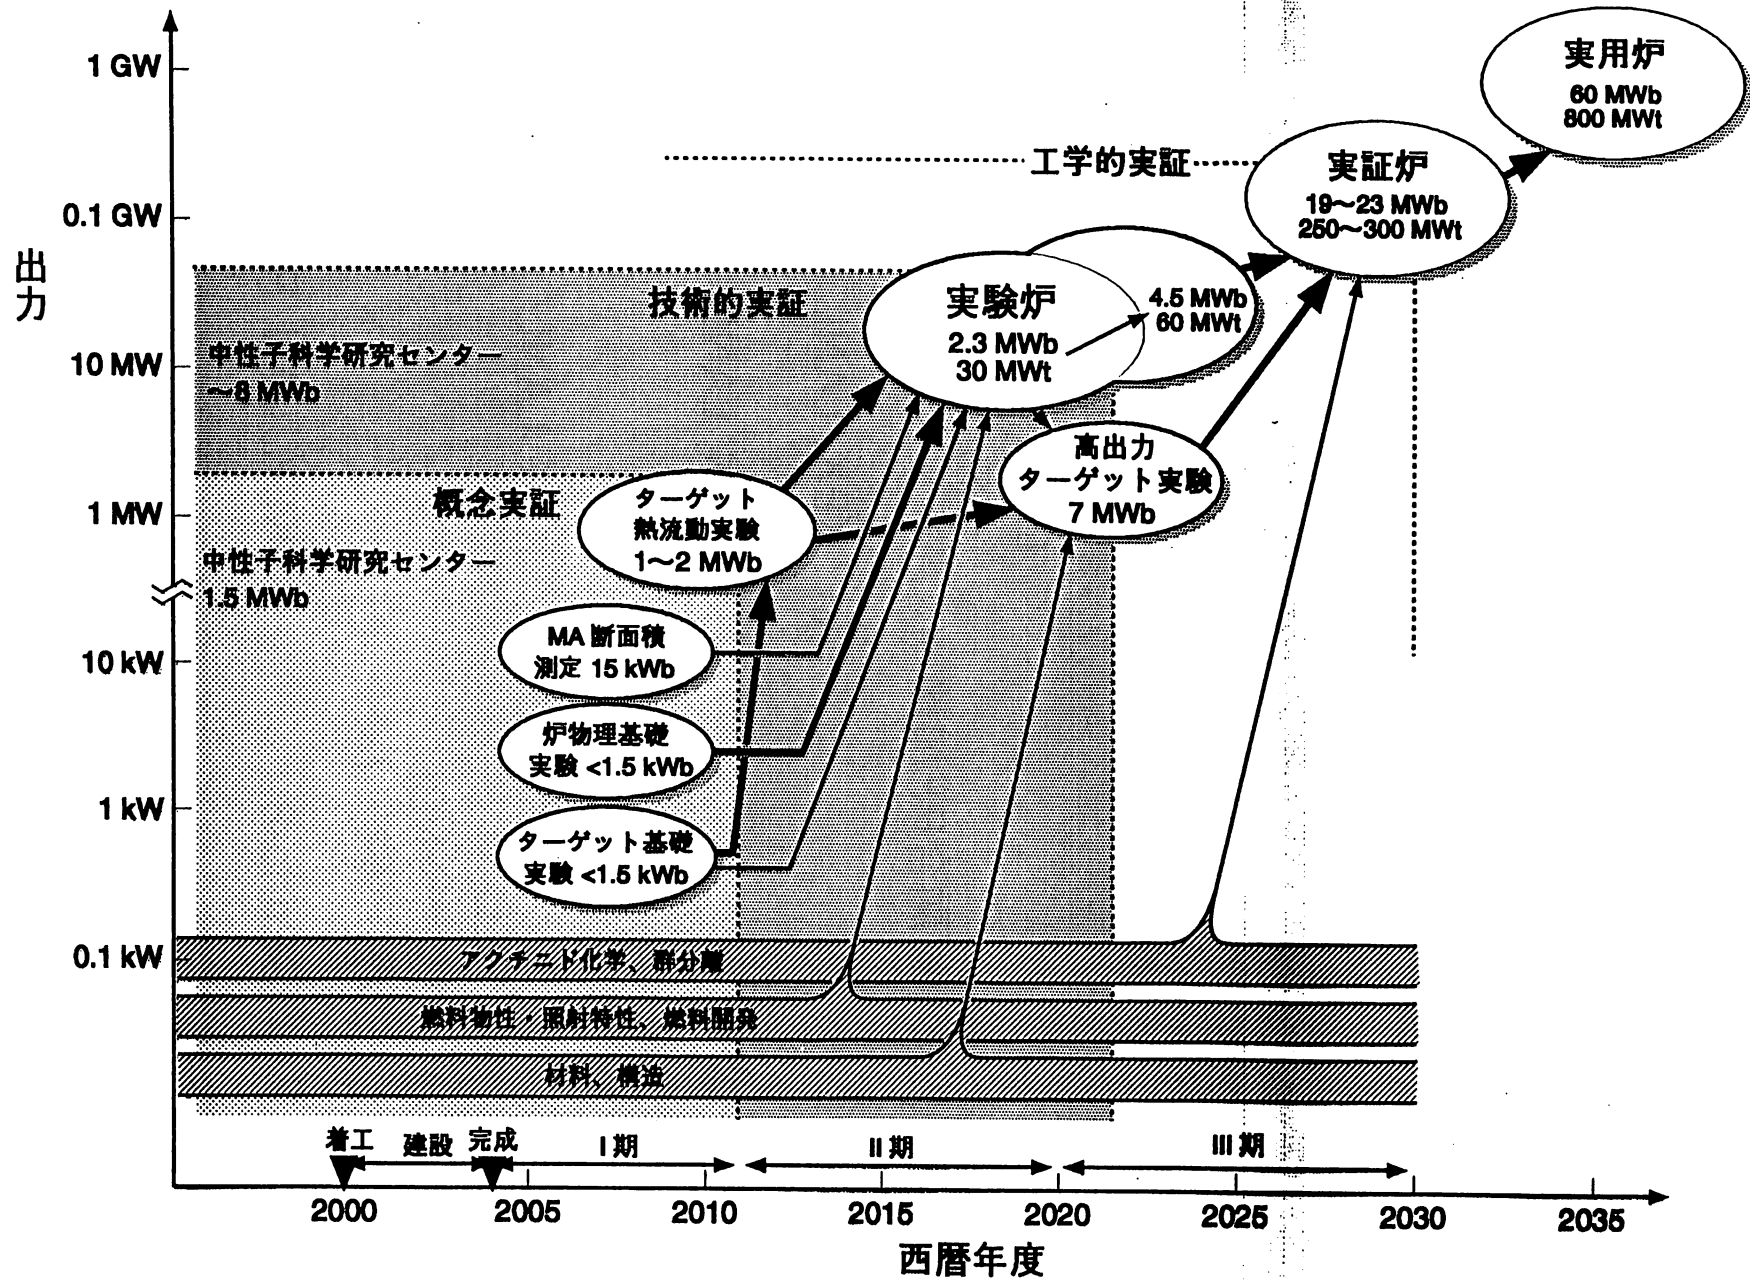 実用炉
60 MWb
800 MWt
1 GW
工学的実証
実証炉
19～23 MWb
250～300 MWt
0.1 GW
出力
技術的実証
実験炉
2.3 MWb
30 MWt
4.5 MWb
60 MWt
中性子科学研究センター
～8 MWb
10 MW
高出力
ターゲット実験
7 MWb
概念実証
ターゲット
熱流動実験
1～2 MWb
1 MW
中性子科学研究センター
1.5 MWb
MA 断面積
測定 15 kWb
10 kW
炉物理基礎
実験 <1.5 kWb
1 kW
ターゲット基礎
実験 <1.5 kWb
0.1 kW
アクチニド化学、群分離
燃料物性・照射特性、燃料開発
材料、構造
着工
建設
完成
I 期
II 期
III 期
2000
2005
2010
2015
2020
2025
2030
2035
西暦年度